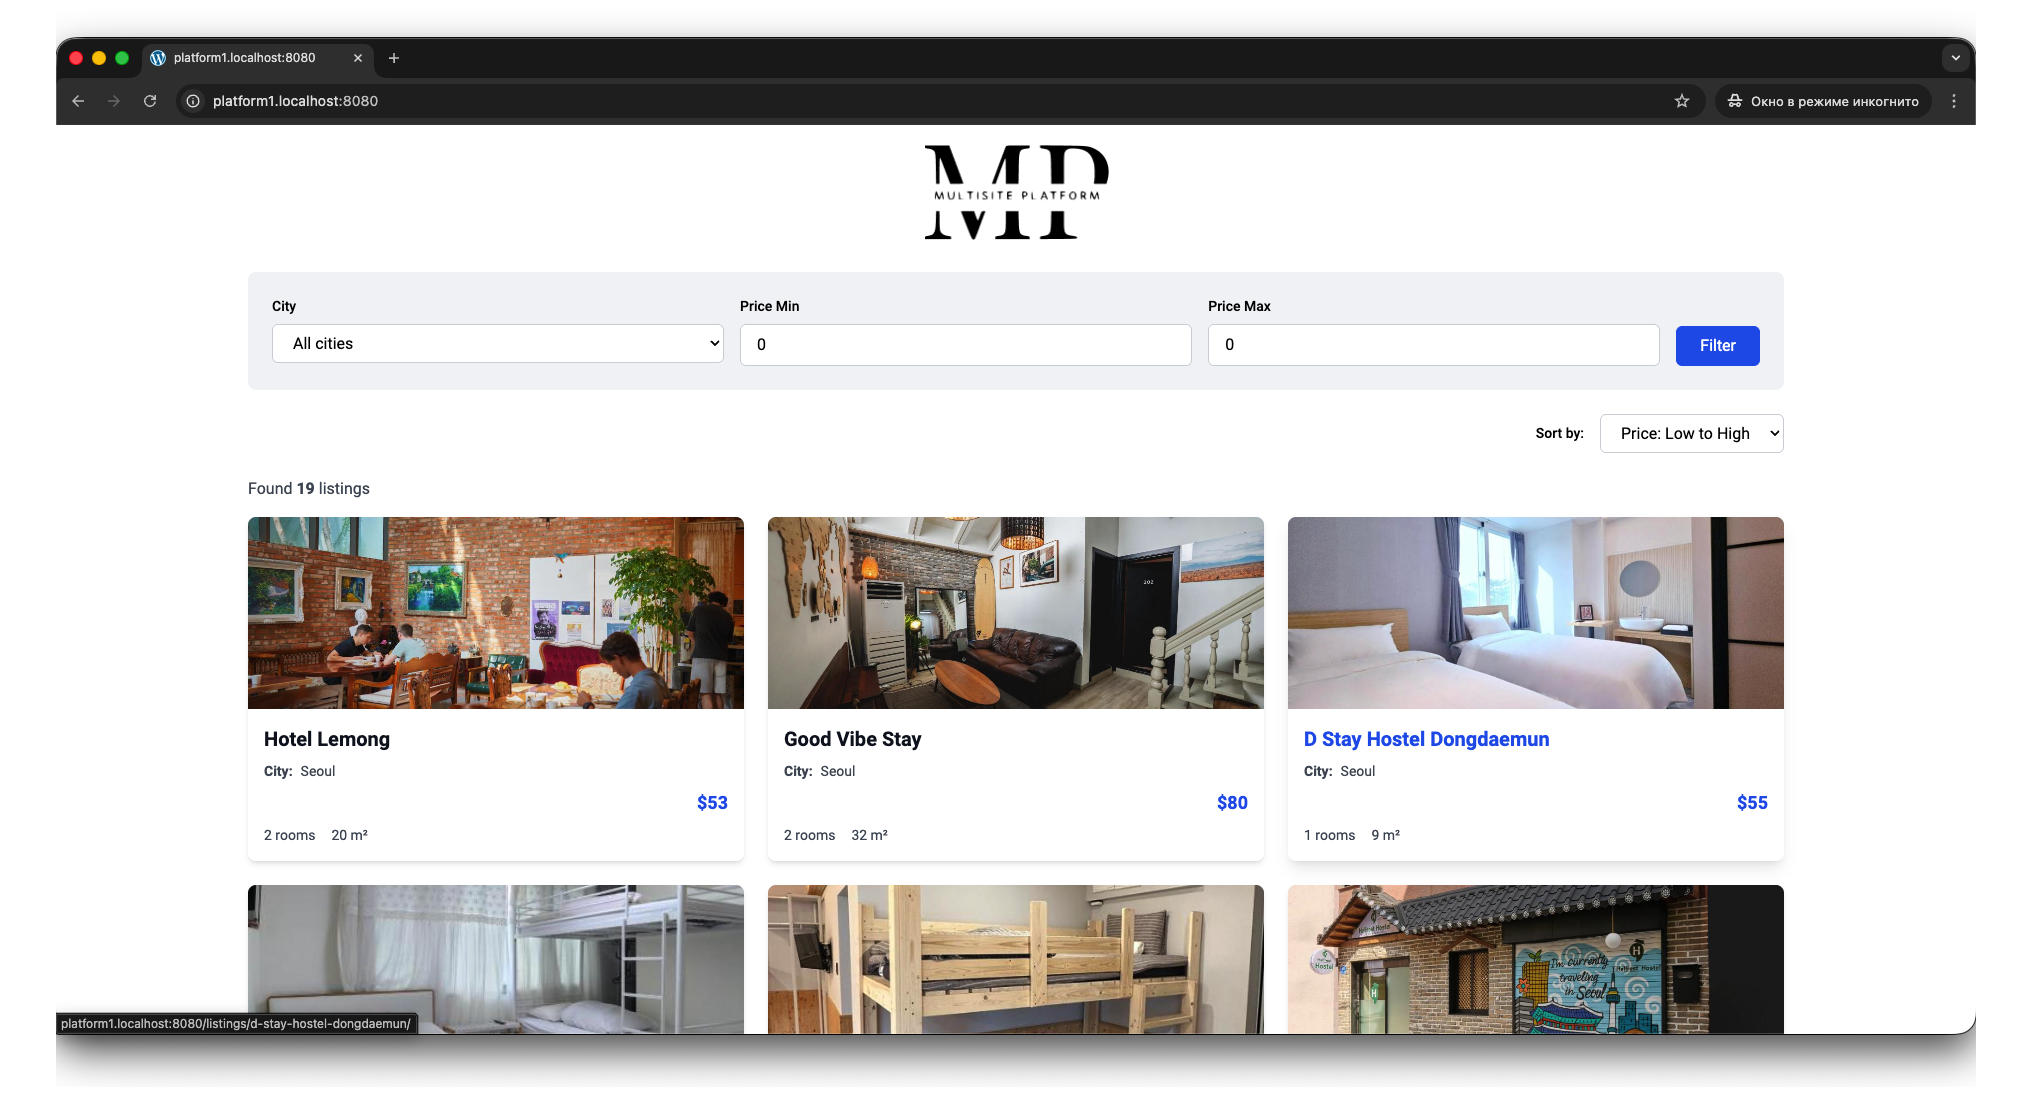 platform1.localhost:8080
platform1.localhost:8080
Окно в режиме инкогнито
MULTISITE PLATFORM
MP
City
Price Min
Price Max
All cities
0
0
Filter
Sort by:
Price: Low to High
Found 19 listings
202
Hotel Lemong
Good Vibe Stay
D Stay Hostel Dongdaemun
City: Seoul
City: Seoul
City: Seoul
$53
$80
$55
2 rooms 20 m²
2 rooms 32 m²
1 rooms 9 m²
I'm currently
traveling
in Seoul
Hostel
H
platform1.localhost:8080/listings/d-stay-hostel-dongdaemun/